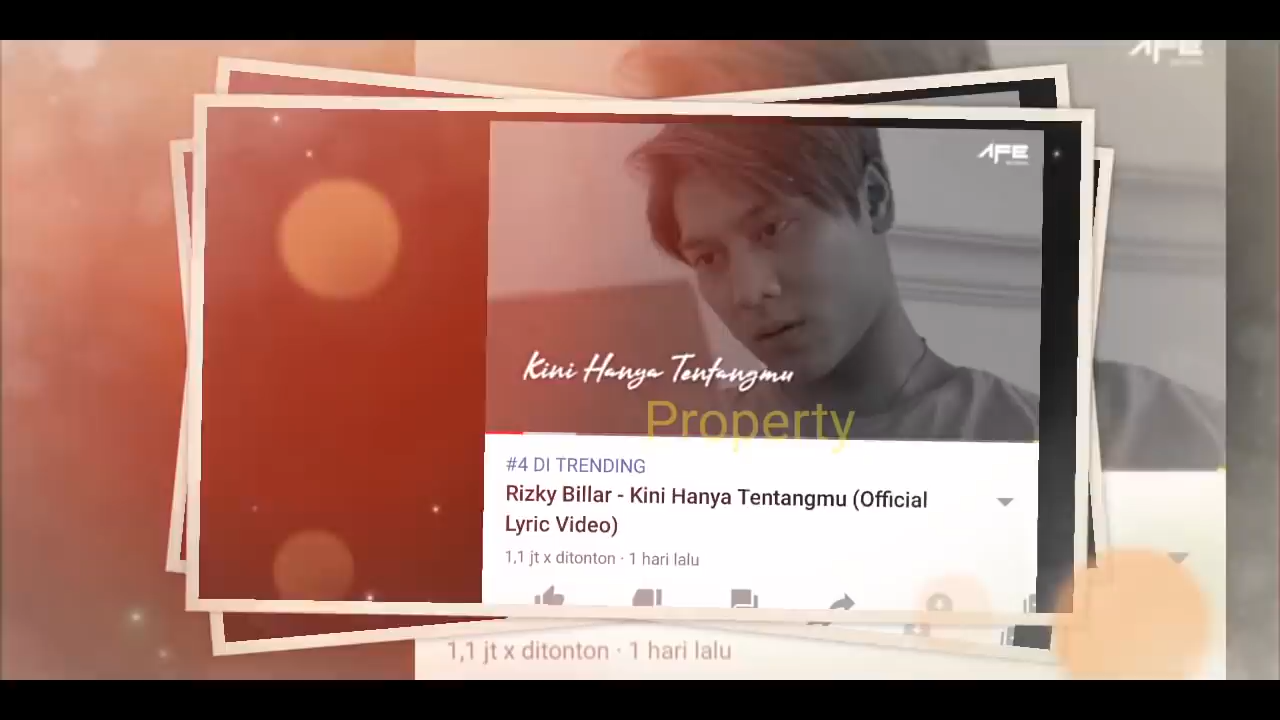 AFE
AFE
Kini Hanya Tentangmu
Property
#4 DI TRENDING
Rizky Billar - Kini Hanya Tentangmu (Official
Lyric Video)
1,1 jt x ditonton · 1 hari lalu
1,1 jt x ditonton · 1 hari lalu